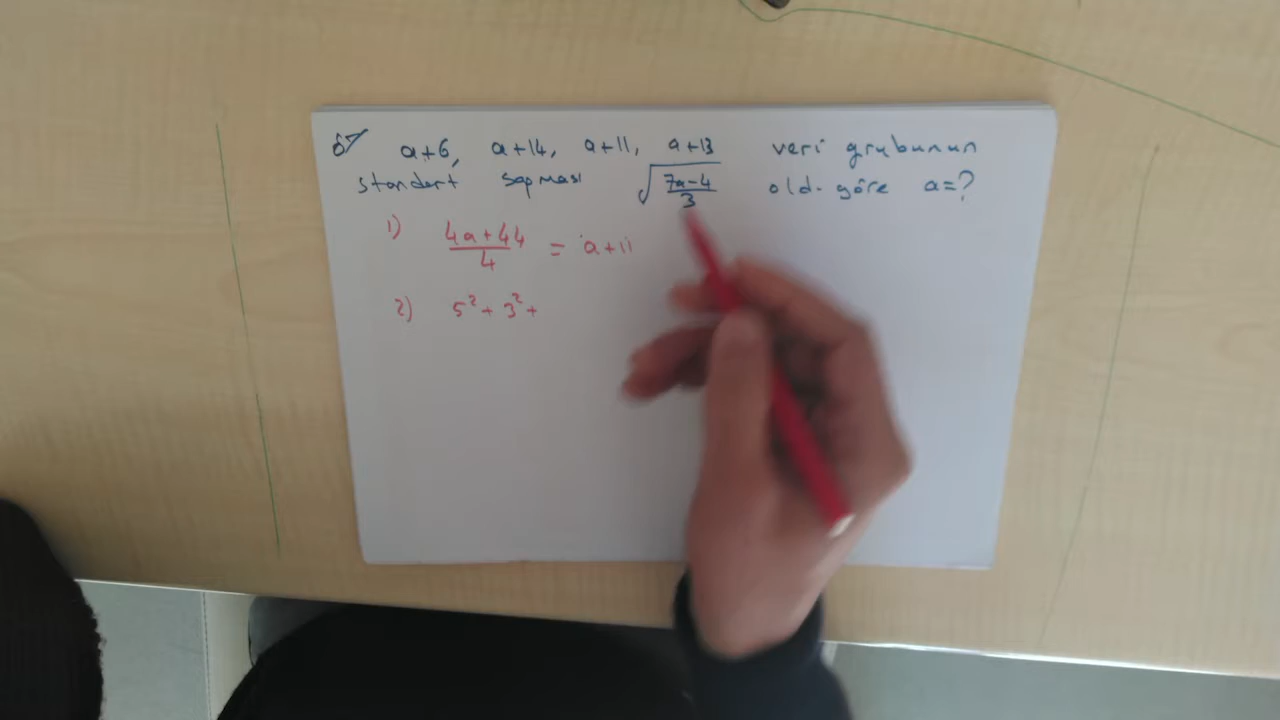 Ö/ a+6, a+14, a+11, a+13 veri grubunun
standart sapması √((7a-4)/3) old. göre a=?
1) (4a+44)/4 = a+11
2) 5² + 3² +